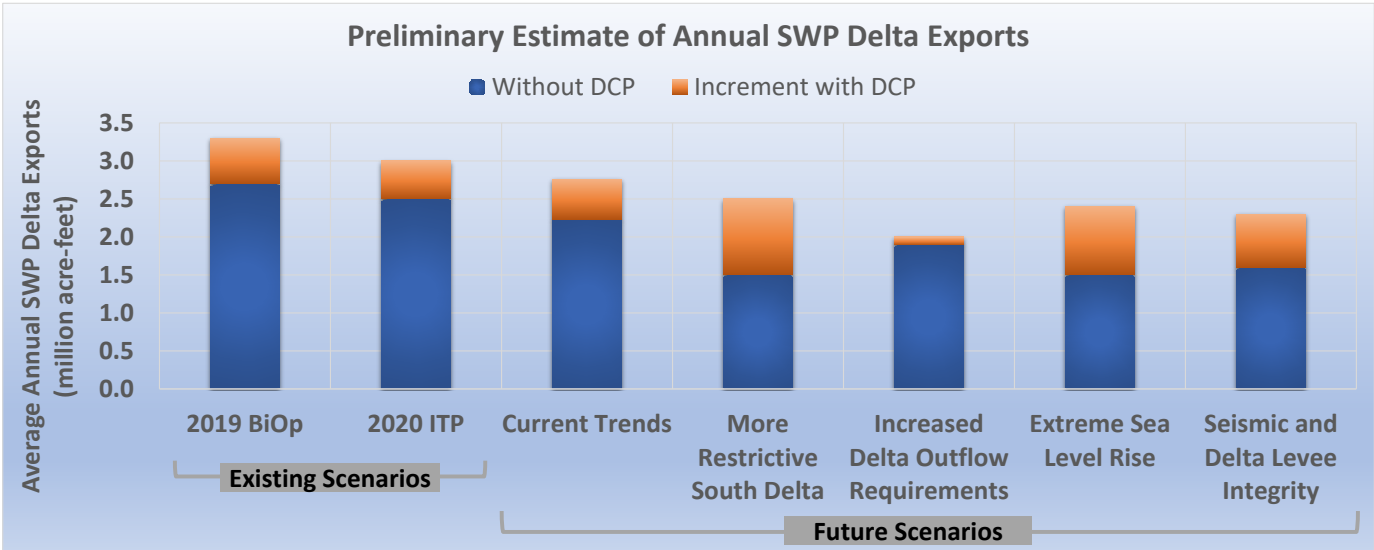 Preliminary Estimate of Annual SWP Delta Exports
Without DCP Increment with DCP
Average Annual SWP Delta Exports
(million acre-feet)
3.5
3.0
2.5
2.0
1.5
1.0
0.5
0.0
2019 BiOp
2020 ITP
Current Trends
More
Restrictive
South Delta
Increased
Delta Outflow
Requirements
Extreme Sea
Level Rise
Seismic and
Delta Levee
Integrity
Existing Scenarios
Future Scenarios